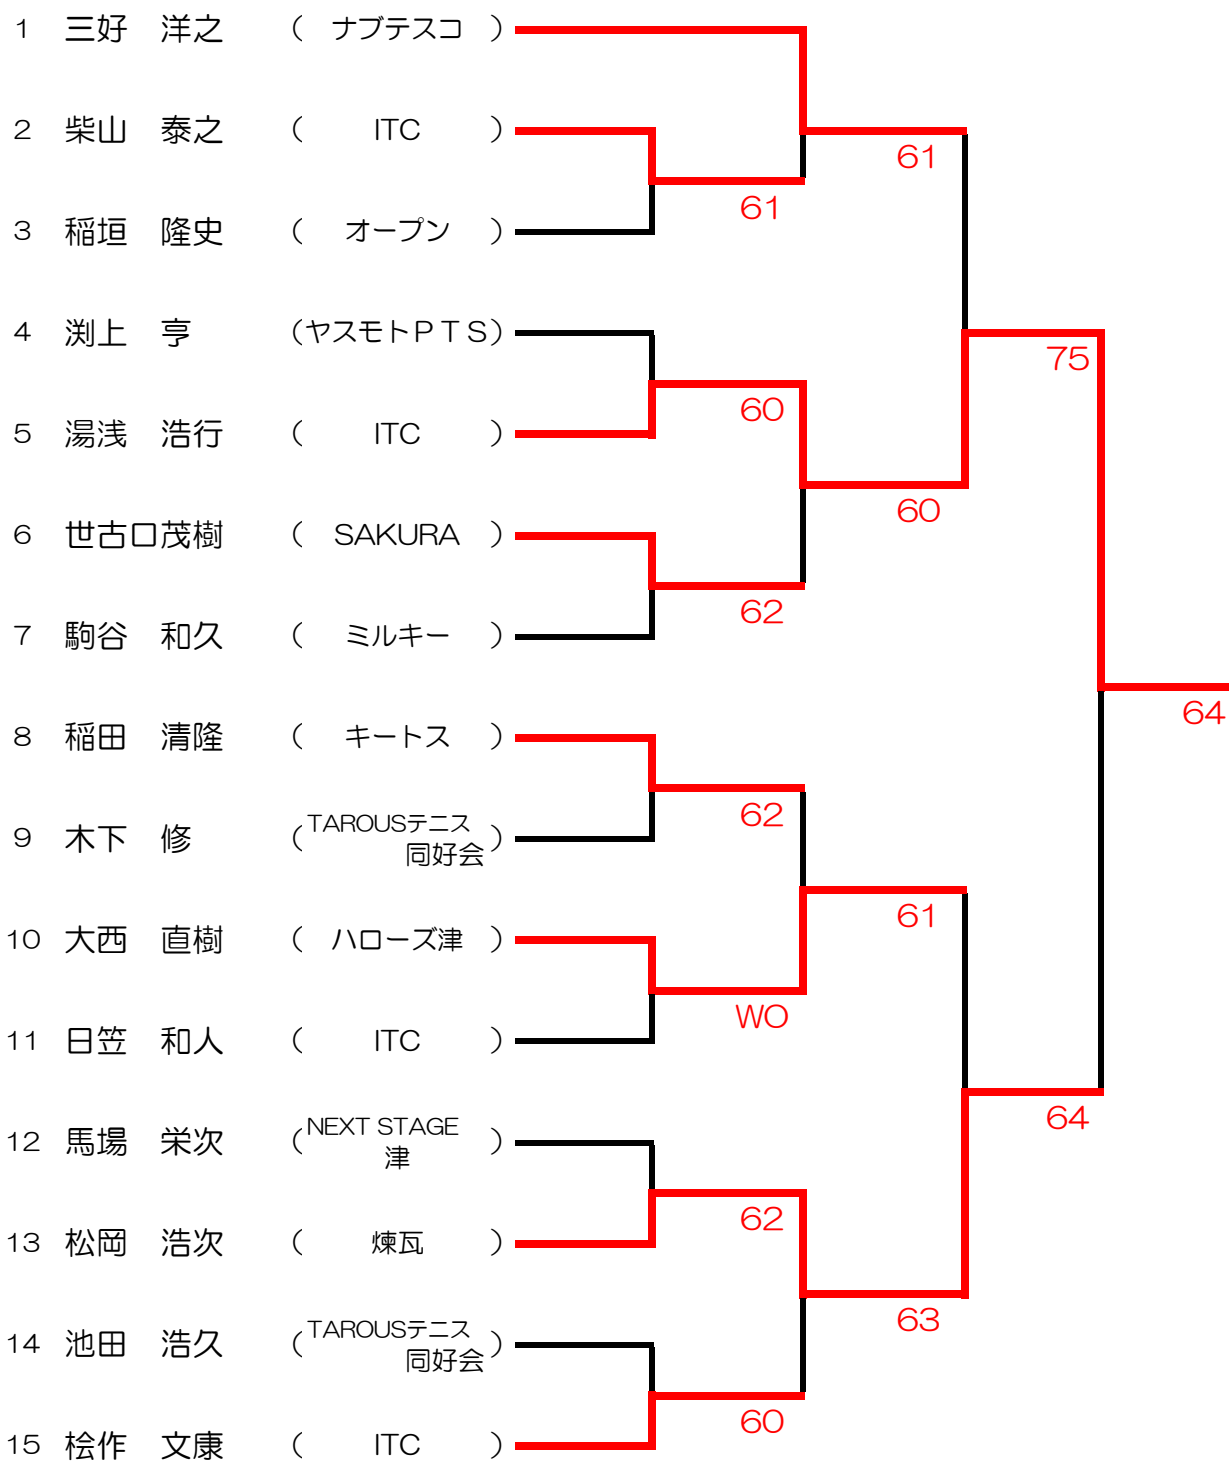 1 三好 洋之 ( ナブテスコ )
2 柴山 泰之 ( ITC )
61
61
3 稲垣 隆史 ( オープン )
4 渕上 亨 (ヤスモトＰＴＳ)
75
60
5 湯浅 浩行 ( ITC )
60
6 世古口茂樹 ( SAKURA )
62
7 駒谷 和久 ( ミルキー )
64
8 稲田 清隆 ( キートス )
62
9 木下 修 (TAROUSテニス
同好会)
61
10 大西 直樹 ( ハローズ津 )
WO
11 日笠 和人 ( ITC )
64
12 馬場 栄次 (NEXT STAGE
津)
62
13 松岡 浩次 ( 煉瓦 )
63
14 池田 浩久 (TAROUSテニス
同好会)
60
15 桧作 文康 ( ITC )